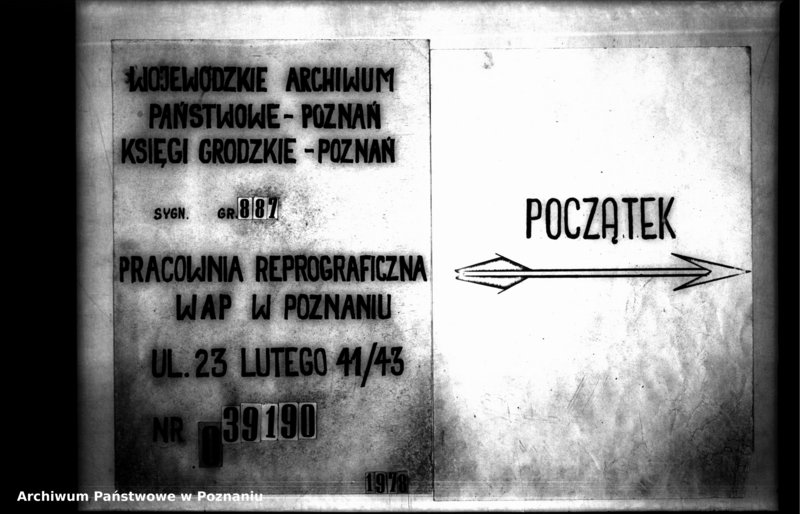 WOJEWÓDZKIE ARCHIWUM
PAŃSTWOWE - POZNAŃ
KSIĘGI GRODZKIE - POZNAŃ
SYGN. GR. 887
PRACOWNIA REPROGRAFICZNA
WAP W POZNANIU
UL. 23 LUTEGO 41/43
NR 039190
1978
POCZĄTEK
Archiwum Państwowe w Poznaniu